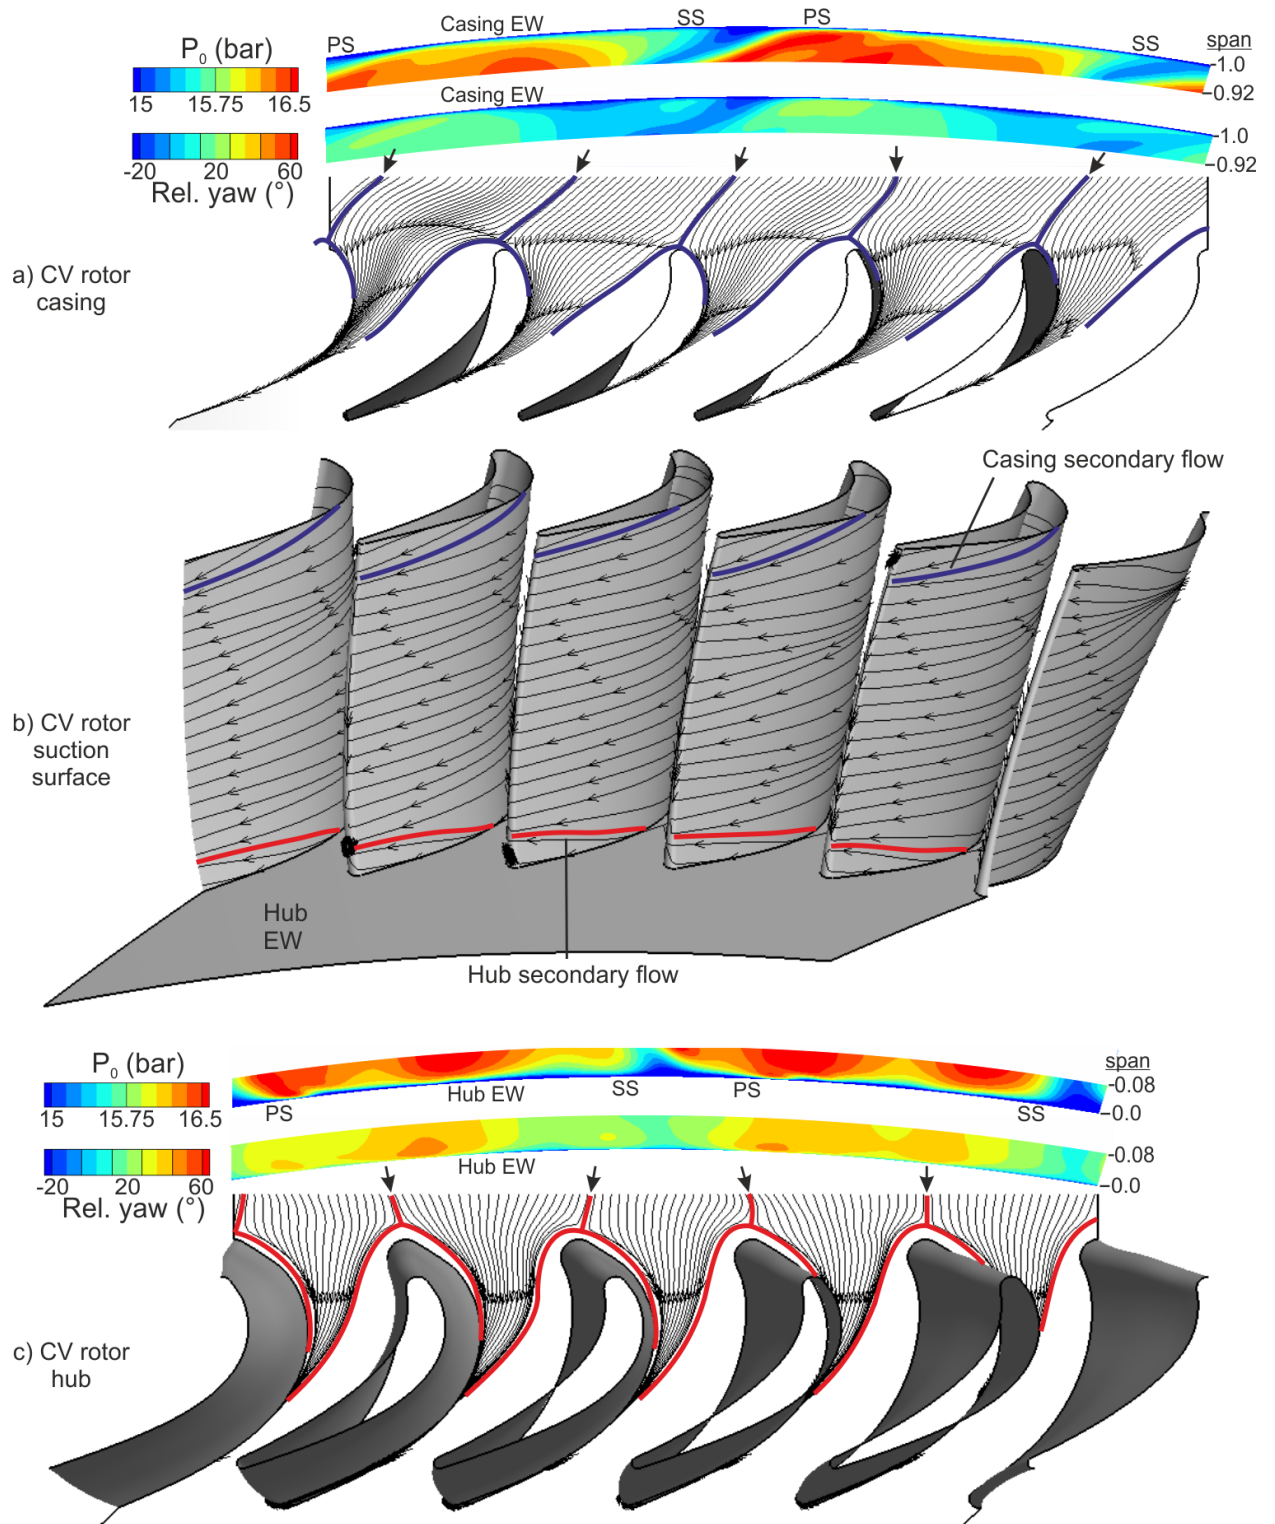 Casing EW
SS
PS
PS
SS
span
P0 (bar)
15
15.75
16.5
1.0
0.92
Casing EW
-20
20
60
Rel. yaw (°)
1.0
0.92
a) CV rotor
casing
Casing secondary flow
b) CV rotor
suction
surface
Hub
EW
Hub secondary flow
P0 (bar)
15
15.75
16.5
span
0.08
0.0
PS
Hub EW
SS
PS
SS
-20
20
60
Rel. yaw (°)
Hub EW
0.08
0.0
c) CV rotor
hub